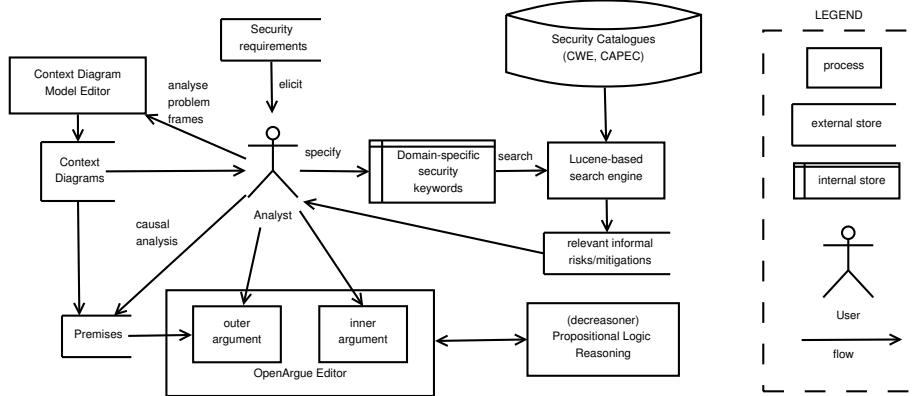 LEGEND
Security
requirements
Security Catalogues
(CWE, CAPEC)
Context Diagram
Model Editor
analyse
problem
frames
elicit
process
external store
Context
Diagrams
specify
Domain-specific
security
keywords
search
Lucene-based
search engine
internal store
causal
analysis
Analyst
relevant informal
risks/mitigations
User
flow
Premises
outer
argument
inner
argument
OpenArgue Editor
(decreasoner)
Propositional Logic
Reasoning